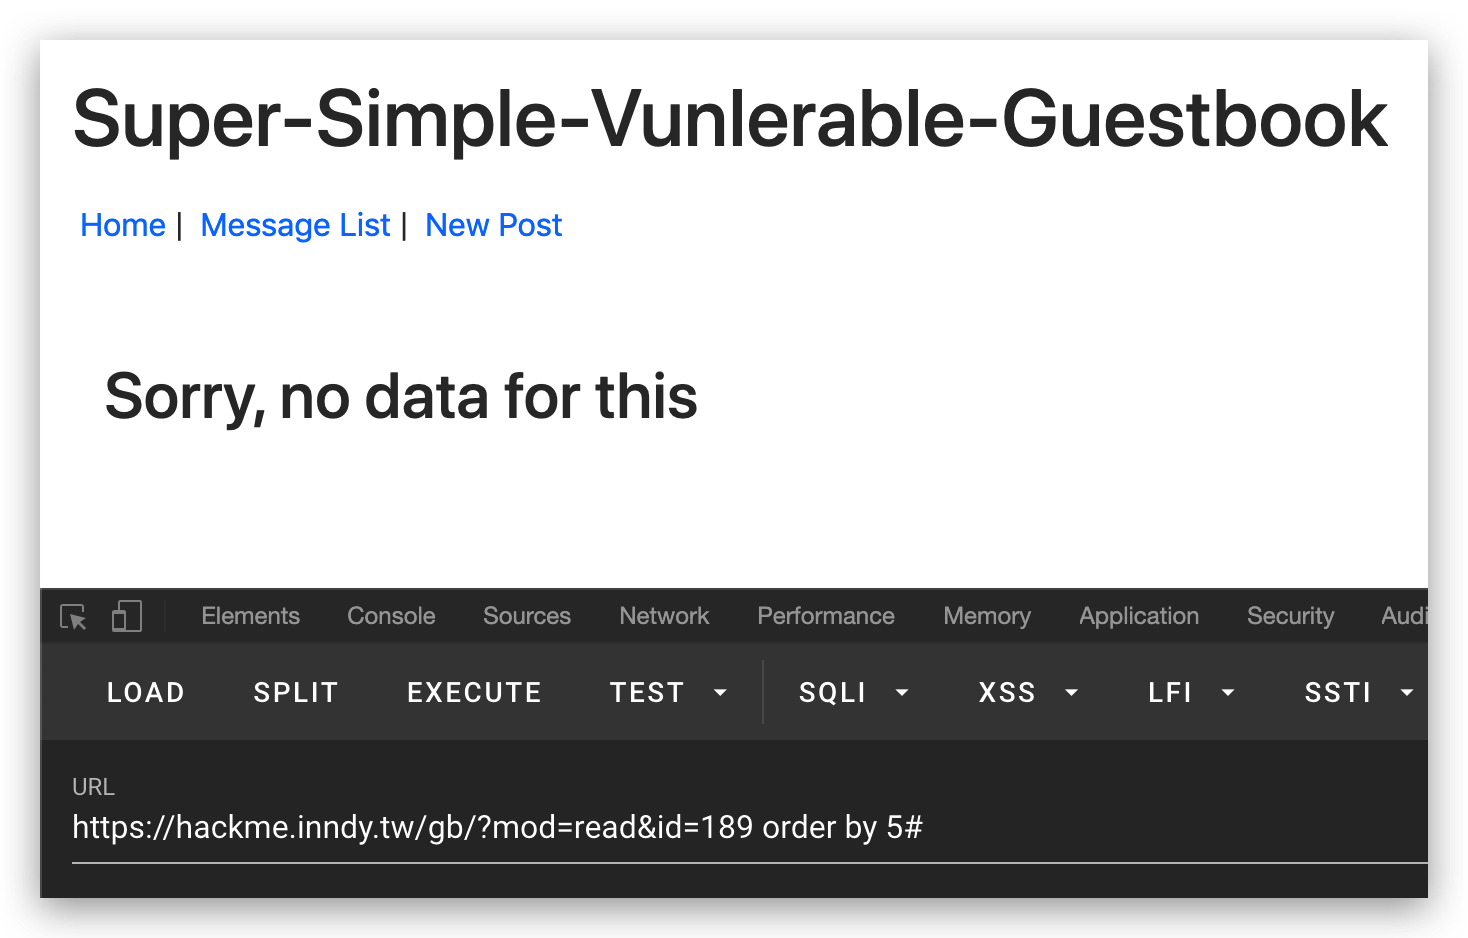 Super-Simple-Vunlerable-Guestbook
Home | Message List | New Post
Sorry, no data for this
Elements Console Sources Network Performance Memory Application Security Audi
LOAD SPLIT EXECUTE TEST SQLI XSS LFI SSTI
URL
https://hackme.inndy.tw/gb/?mod=read&id=189 order by 5#